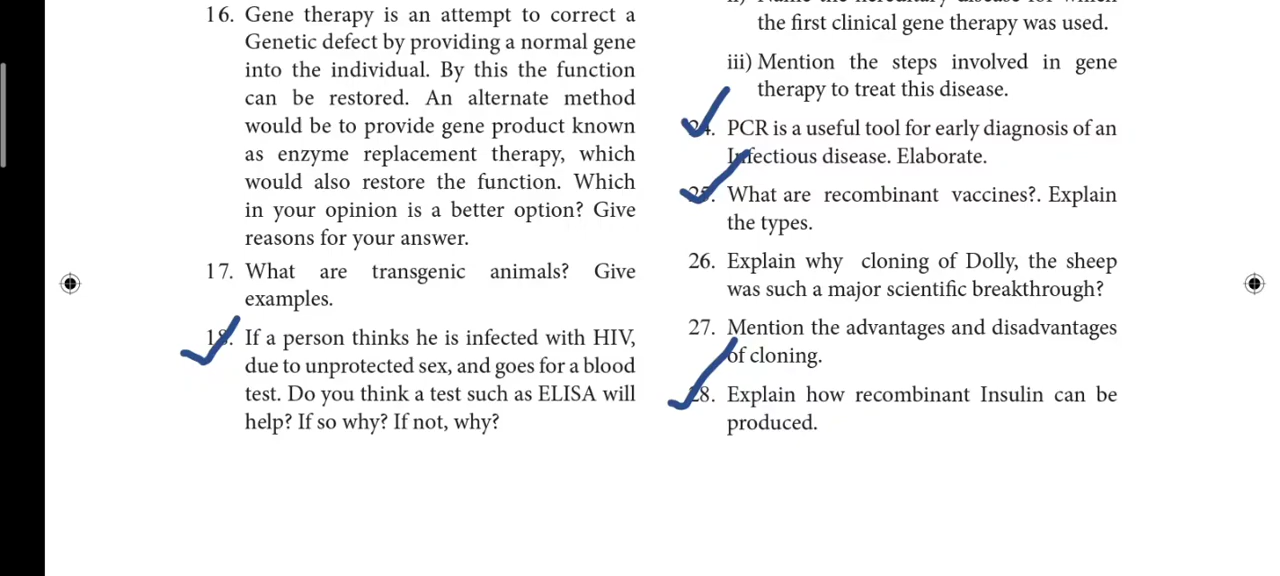 16. Gene therapy is an attempt to correct a
Genetic defect by providing a normal gene
into the individual. By this the function
can be restored. An alternate method
would be to provide gene product known
as enzyme replacement therapy, which
would also restore the function. Which
in your opinion is a better option? Give
reasons for your answer.
17. What are transgenic animals? Give
examples.
18. If a person thinks he is infected with HIV,
due to unprotected sex, and goes for a blood
test. Do you think a test such as ELISA will
help? If so why? If not, why?
the first clinical gene therapy was used.
iii) Mention the steps involved in gene
therapy to treat this disease.
24. PCR is a useful tool for early diagnosis of an
Infectious disease. Elaborate.
25. What are recombinant vaccines?. Explain
the types.
26. Explain why cloning of Dolly, the sheep
was such a major scientific breakthrough?
27. Mention the advantages and disadvantages
of cloning.
28. Explain how recombinant Insulin can be
produced.